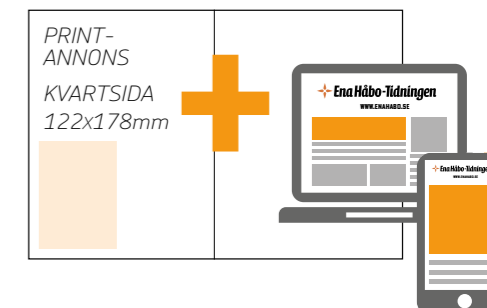 PRINT-
ANNONS
KVARTSIDA
122x178mm
Ena Håbo-Tidningen
WWW.ENAHABO.SE
Ena Håbo-Tidningen
WWW.ENAHABO.SE